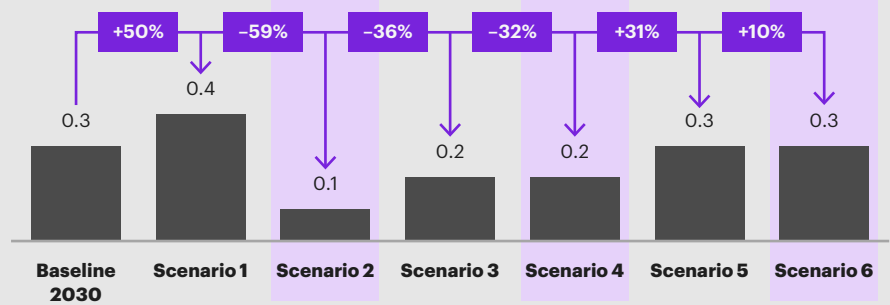 +50% –59% –36% –32% +31% +10%
0.3
0.4
0.1
0.2
0.2
0.3
0.3
Baseline
2030
Scenario 1
Scenario 2
Scenario 3
Scenario 4
Scenario 5
Scenario 6